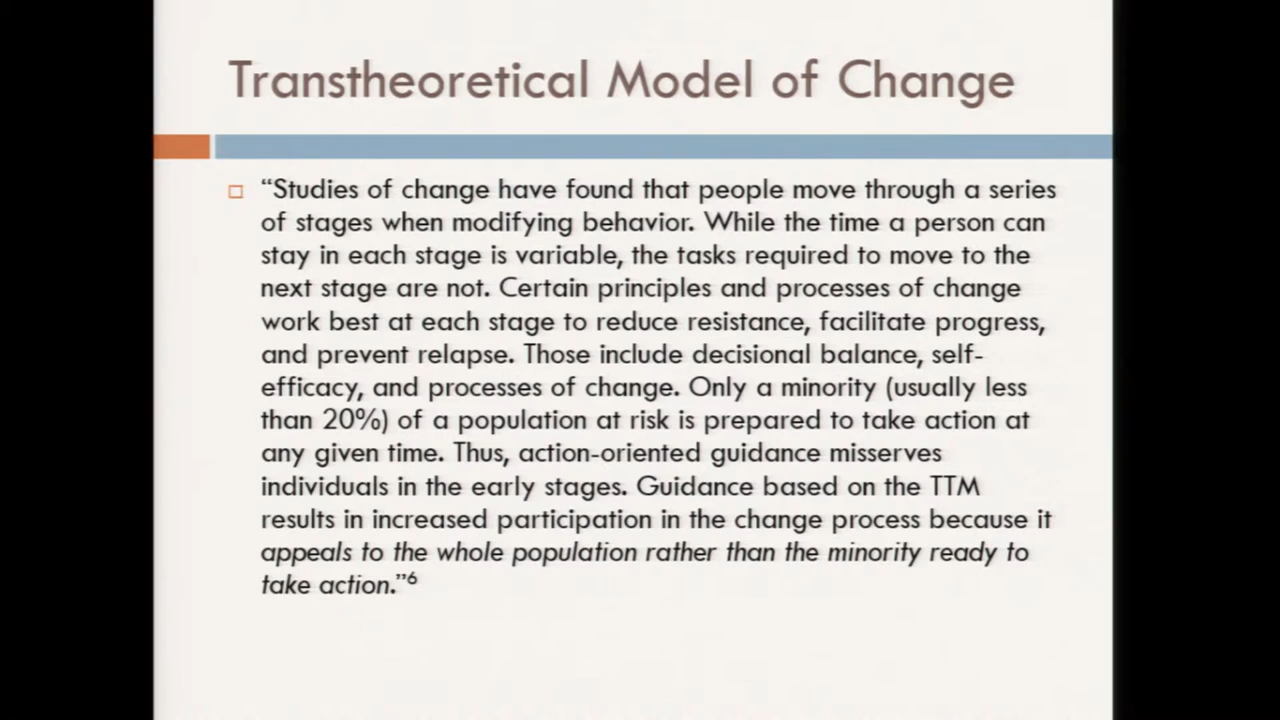 Transtheoretical Model of Change
“Studies of change have found that people move through a series
of stages when modifying behavior. While the time a person can
stay in each stage is variable, the tasks required to move to the
next stage are not. Certain principles and processes of change
work best at each stage to reduce resistance, facilitate progress,
and prevent relapse. Those include decisional balance, self-
efficacy, and processes of change. Only a minority (usually less
than 20%) of a population at risk is prepared to take action at
any given time. Thus, action-oriented guidance misserves
individuals in the early stages. Guidance based on the TTM
results in increased participation in the change process because it
appeals to the whole population rather than the minority ready to
take action.”⁶